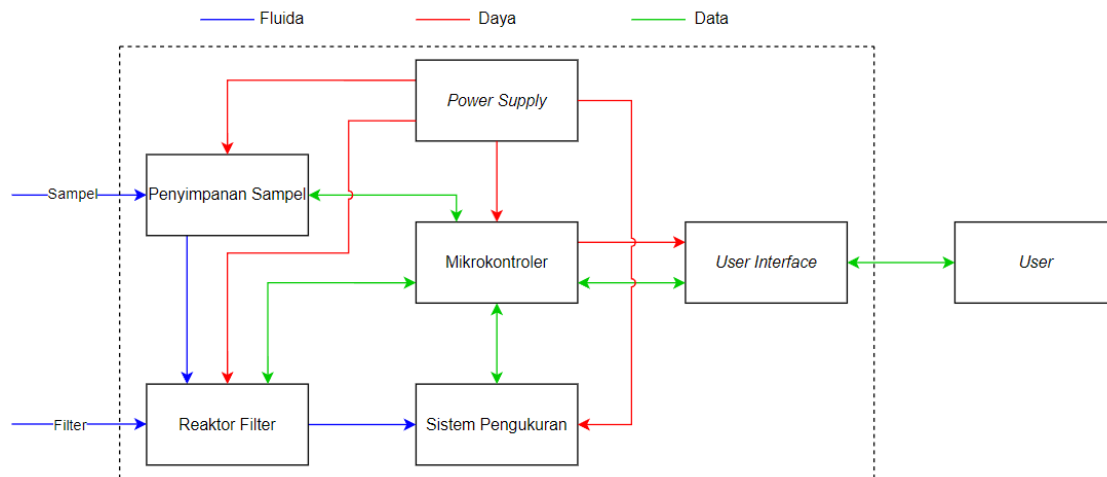 Fluida
Daya
Data
Power Supply
Penyimpanan Sampel
Sampel
Mikrokontroler
User Interface
User
Filter
Reaktor Filter
Sistem Pengukuran